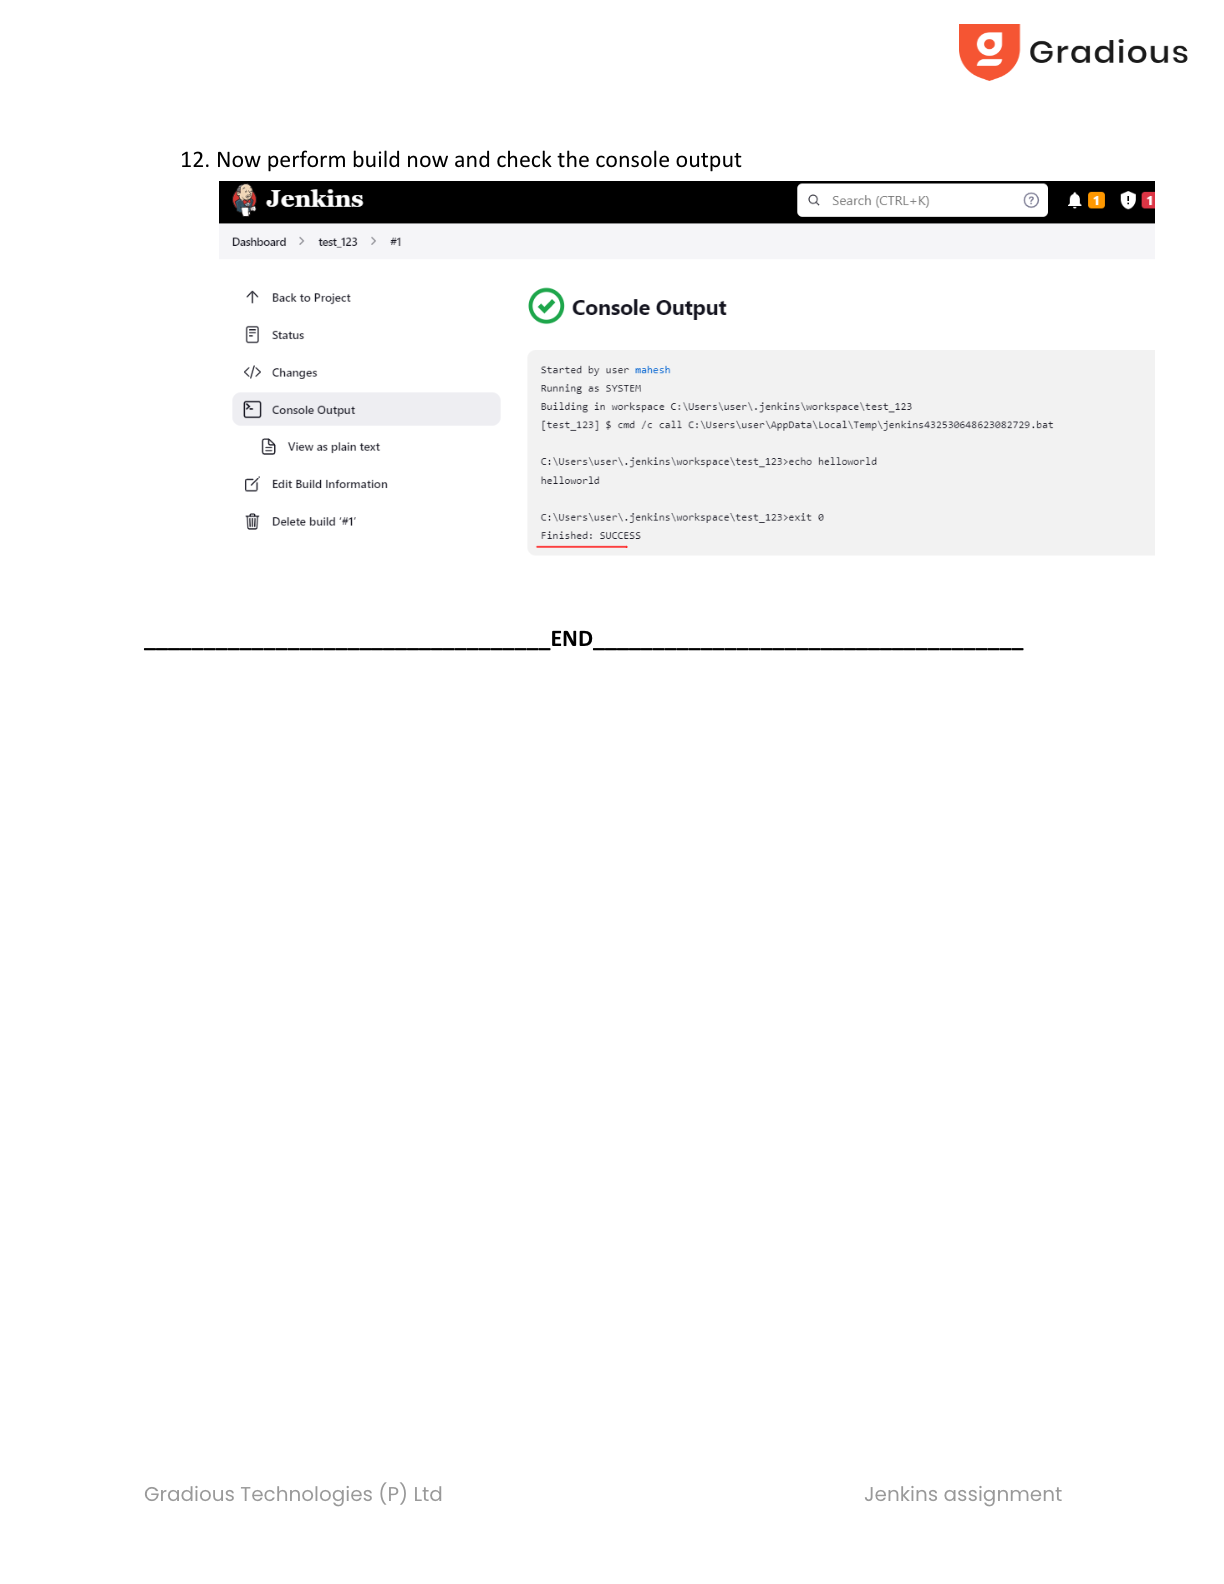 Gradious
12. Now perform build now and check the console output
Jenkins
Search (CTRL+K)
1
1
Dashboard > test_123 > #1
Back to Project
Status
Changes
Console Output
View as plain text
Edit Build Information
Delete build '#1'
Console Output
Started by user mahesh
Running as SYSTEM
Building in workspace C:\Users\user\.jenkins\workspace\test_123
[test_123] $ cmd /c call C:\Users\user\AppData\Local\Temp\jenkins432530648623082729.bat
C:\Users\user\.jenkins\workspace\test_123>echo helloworld
helloworld
C:\Users\user\.jenkins\workspace\test_123>exit 0
Finished: SUCCESS
__________________________________END____________________________________
Gradious Technologies (P) Ltd
Jenkins assignment